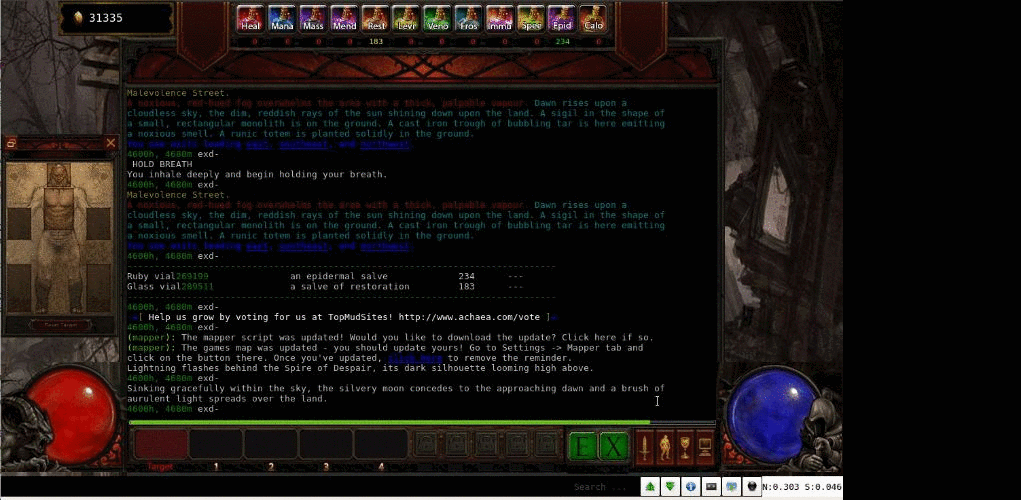 31335
Heal Mana Mass Mend Rest Levi Veno Fros Immu Spee Epid Calo
0 0 0 0 183 0 0 0 0 0 234 0
Malevolence Street.
A noxious, red-hued fog overwhelms the area with a thick, palpable vapour. Dawn rises upon a
cloudless sky, the dim, reddish rays of the sun shining down upon the land. A sigil in the shape of
a small, rectangular monolith is on the ground. A cast iron trough of bubbling tar is here emitting
a noxious smell. A runic totem is planted solidly in the ground.
You see exits leading east, southeast, and northwest.
4600h, 4680m exd-
HOLD BREATH
You inhale deeply and begin holding your breath.
4600h, 4680m exd-
Malevolence Street.
A noxious, red-hued fog overwhelms the area with a thick, palpable vapour. Dawn rises upon a
cloudless sky, the dim, reddish rays of the sun shining down upon the land. A sigil in the shape of
a small, rectangular monolith is on the ground. A cast iron trough of bubbling tar is here emitting
a noxious smell. A runic totem is planted solidly in the ground.
You see exits leading east, southeast, and northwest.
4600h, 4680m exd-
Ruby vial269199 an epidermal salve 234 ---
Glass vial289511 a salve of restoration 183 ---
4600h, 4680m exd-
[ Help us grow by voting for us at TopMudSites! http://www.achaea.com/vote ]
4600h, 4680m exd-
(mapper): The mapper script was updated! Would you like to download the update? Click here if so.
(mapper): The games map was updated - you should update yours! Go to Settings -> Mapper tab and
click on the button there. Once you've updated, click here to remove the reminder.
Lightning flashes behind the Spire of Despair, its dark silhouette looming high above.
4600h, 4680m exd-
Sinking gracefully within the sky, the silvery moon concedes to the approaching dawn and a brush of
aurulent light spreads over the land.
4600h, 4680m exd-
Reset Target
E X
Target 1 2 3 4
Search ...
N:0.303 S:0.046